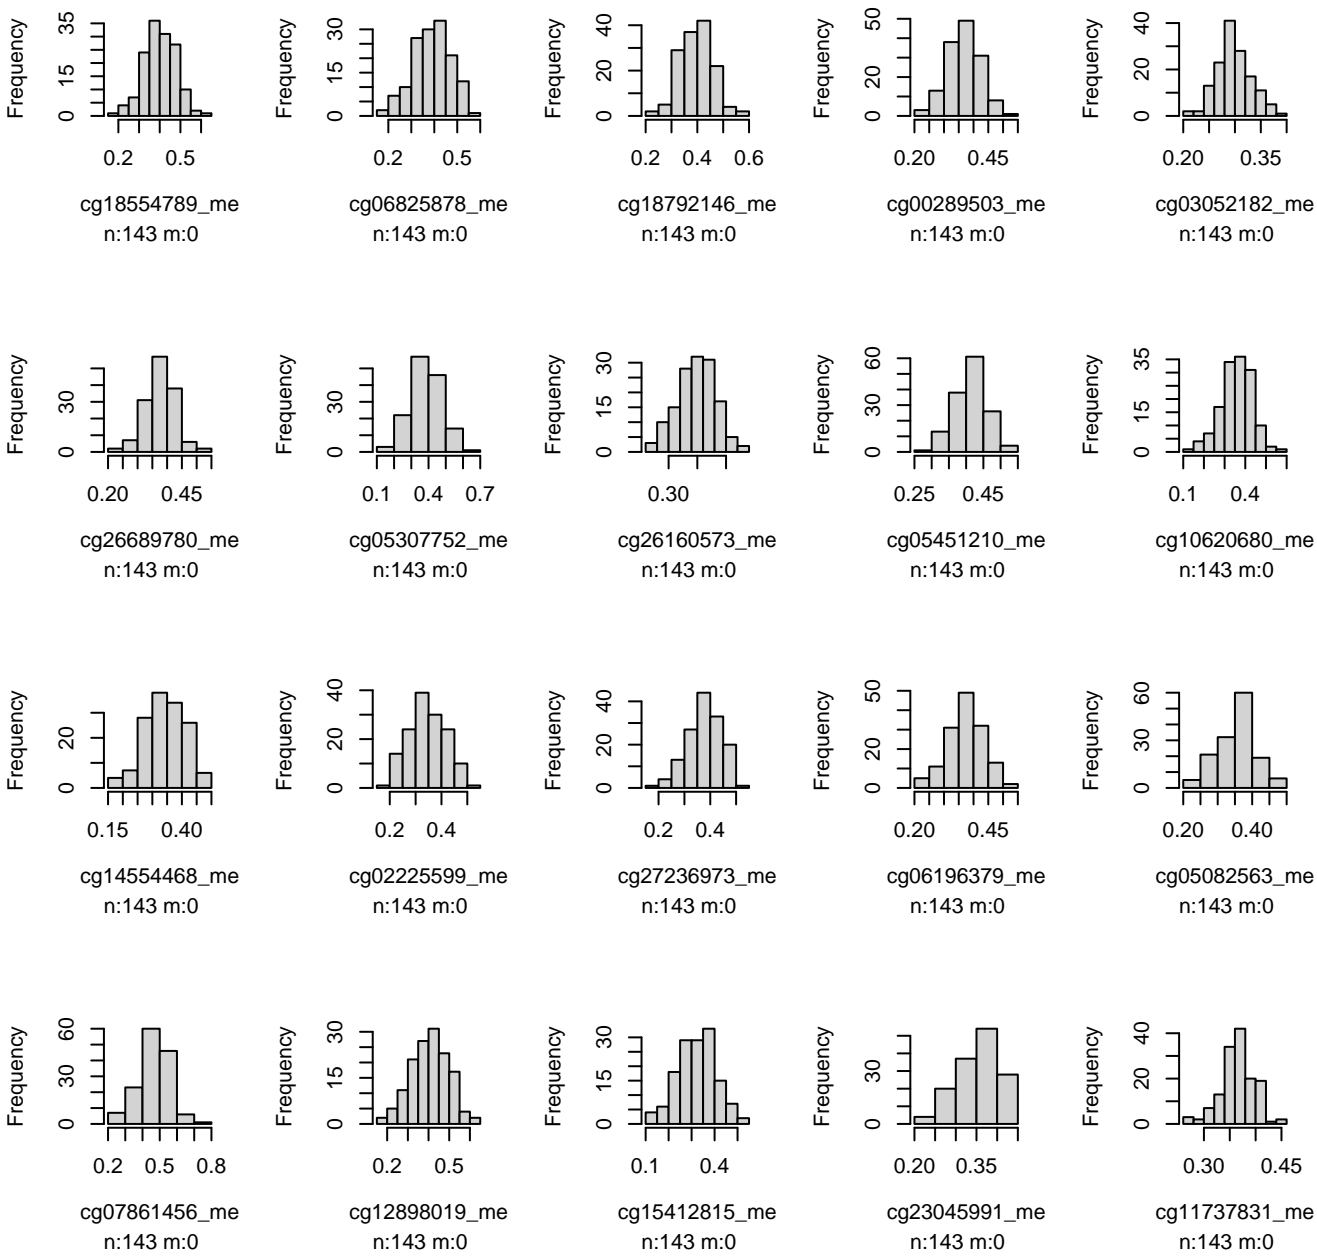 Frequency 0 15 35 0.2 0.5 cg18554789_me n:143 m:0
Frequency 0 15 30 0.2 0.5 cg06825878_me n:143 m:0
Frequency 0 20 40 0.2 0.4 0.6 cg18792146_me n:143 m:0
Frequency 0 20 50 0.20 0.45 cg00289503_me n:143 m:0
Frequency 0 20 40 0.20 0.35 cg03052182_me n:143 m:0
Frequency 0 30 0.20 0.45 cg26689780_me n:143 m:0
Frequency 0 30 0.1 0.4 0.7 cg05307752_me n:143 m:0
Frequency 0 15 30 0.30 cg26160573_me n:143 m:0
Frequency 0 30 60 0.25 0.45 cg05451210_me n:143 m:0
Frequency 0 15 35 0.1 0.4 cg10620680_me n:143 m:0
Frequency 0 20 0.15 0.40 cg14554468_me n:143 m:0
Frequency 0 20 40 0.2 0.4 cg02225599_me n:143 m:0
Frequency 0 20 40 0.2 0.4 cg27236973_me n:143 m:0
Frequency 0 20 50 0.20 0.45 cg06196379_me n:143 m:0
Frequency 0 30 60 0.20 0.40 cg05082563_me n:143 m:0
Frequency 0 30 60 0.2 0.5 0.8 cg07861456_me n:143 m:0
Frequency 0 15 30 0.2 0.5 cg12898019_me n:143 m:0
Frequency 0 15 30 0.1 0.4 cg15412815_me n:143 m:0
Frequency 0 30 0.20 0.35 cg23045991_me n:143 m:0
Frequency 0 20 40 0.30 0.45 cg11737831_me n:143 m:0